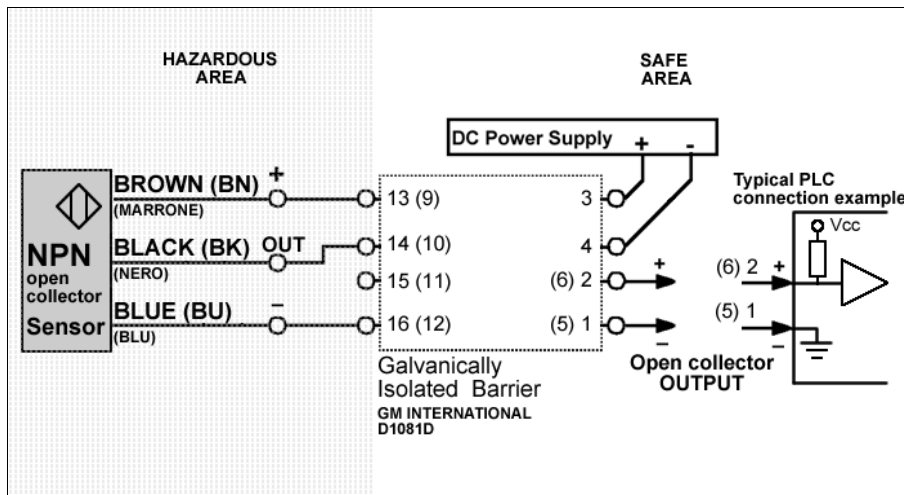 HAZARDOUS
AREA
SAFE
AREA
DC Power Supply + -
Typical PLC
connection example
Vcc
BROWN (BN) +
(MARRONE)
13 (9)
3
NPN
open
collector
Sensor
BLACK (BK) OUT
(NERO)
14 (10)
4
15 (11)
(6) 2 +
(6) 2 +
BLUE (BU) -
(BLU)
16 (12)
(5) 1 -
(5) 1 -
Galvanically
Isolated Barrier
GM INTERNATIONAL
D1081D
Open collector
OUTPUT